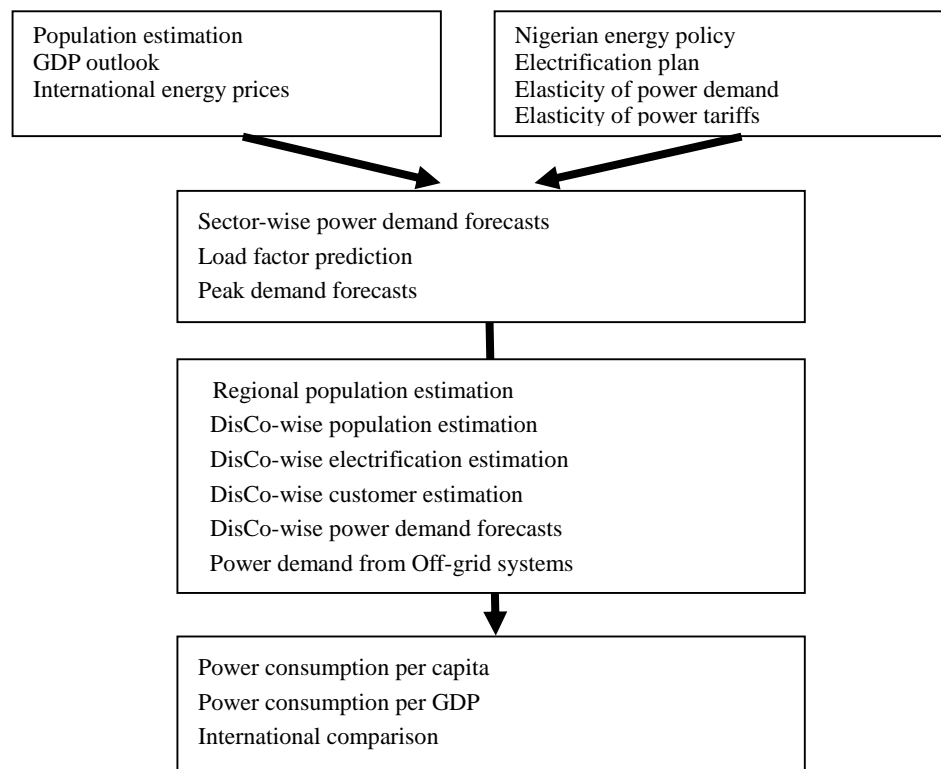 Population estimation
GDP outlook
International energy prices
Nigerian energy policy
Electrification plan
Elasticity of power demand
Elasticity of power tariffs
Sector-wise power demand forecasts
Load factor prediction
Peak demand forecasts
Regional population estimation
DisCo-wise population estimation
DisCo-wise electrification estimation
DisCo-wise customer estimation
DisCo-wise power demand forecasts
Power demand from Off-grid systems
Power consumption per capita
Power consumption per GDP
International comparison